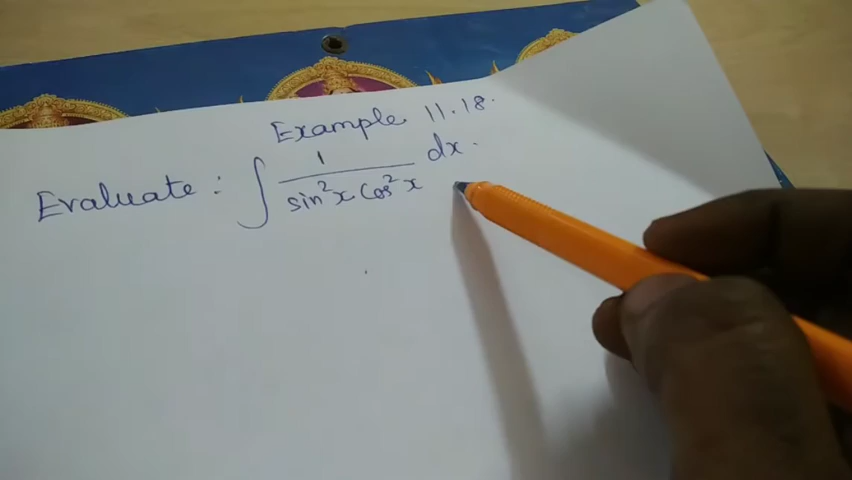 Example 11.18.
Evaluate : ∫ 1/(sin²x cos²x) dx.